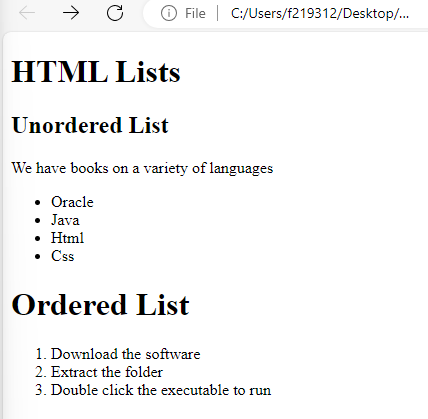 File | C:/Users/f219312/Desktop/...
HTML Lists
Unordered List
We have books on a variety of languages
• Oracle
• Java
• Html
• Css
Ordered List
1. Download the software
2. Extract the folder
3. Double click the executable to run